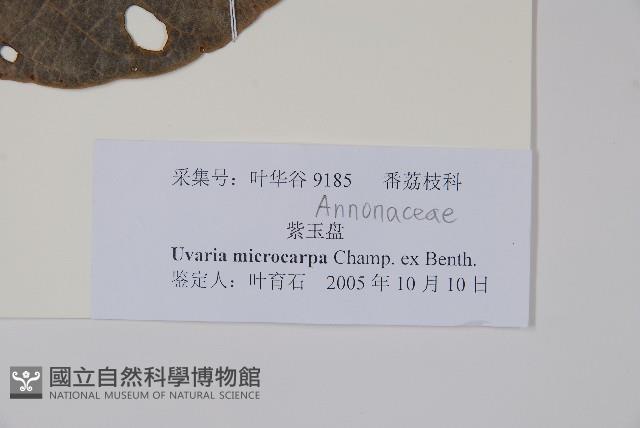 采集号：叶华谷 9185 番荔枝科
Annonaceae
紫玉盘
Uvaria microcarpa Champ. ex Benth.
鉴定人：叶育石 2005 年 10 月 10 日
國立自然科學博物館
NATIONAL MUSEUM OF NATURAL SCIENCE